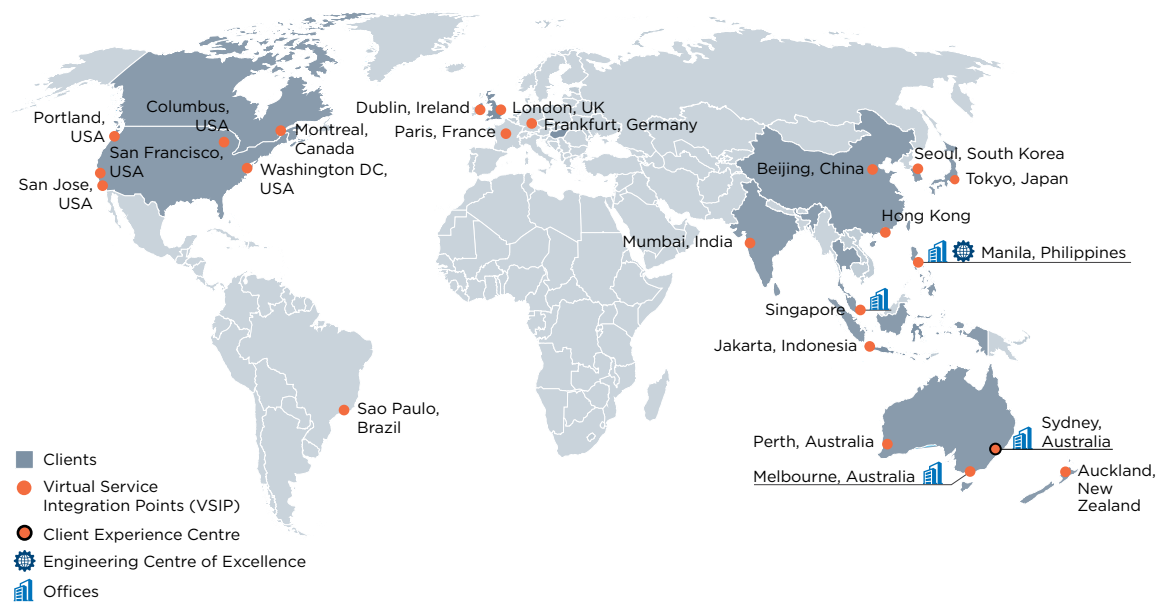 Columbus,
USA
Portland,
USA
San Francisco,
USA
San Jose,
USA
Montreal,
Canada
Washington DC,
USA
Dublin, Ireland
London, UK
Paris, France
Frankfurt, Germany
Beijing, China
Seoul, South Korea
Tokyo, Japan
Hong Kong
Mumbai, India
Manila, Philippines
Singapore
Jakarta, Indonesia
Sao Paulo,
Brazil
Perth, Australia
Sydney,
Australia
Melbourne, Australia
Auckland,
New
Zealand
Clients
Virtual Service
Integration Points (VSIP)
Client Experience Centre
Engineering Centre of Excellence
Offices